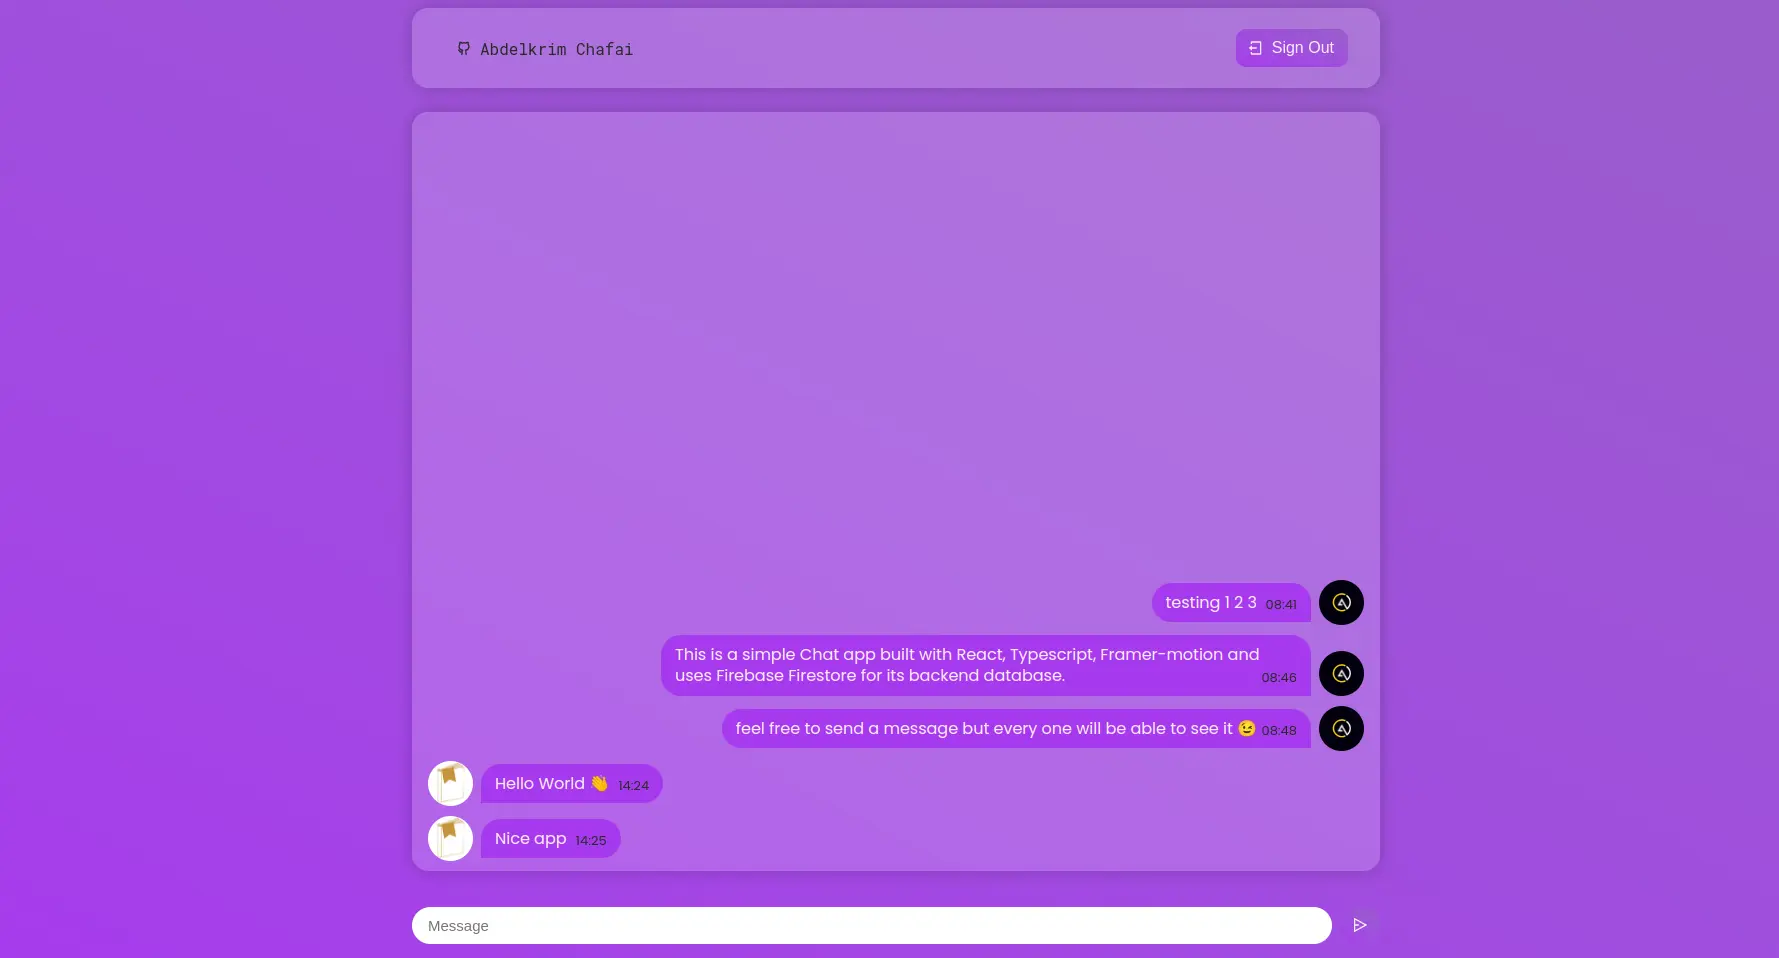 Abdelkrim Chafai
Sign Out
testing 1 2 3 08:41
This is a simple Chat app built with React, Typescript, Framer-motion and
uses Firebase Firestore for its backend database. 08:46
feel free to send a message but every one will be able to see it 😉 08:48
Hello World 👋 14:24
Nice app 14:25
Message